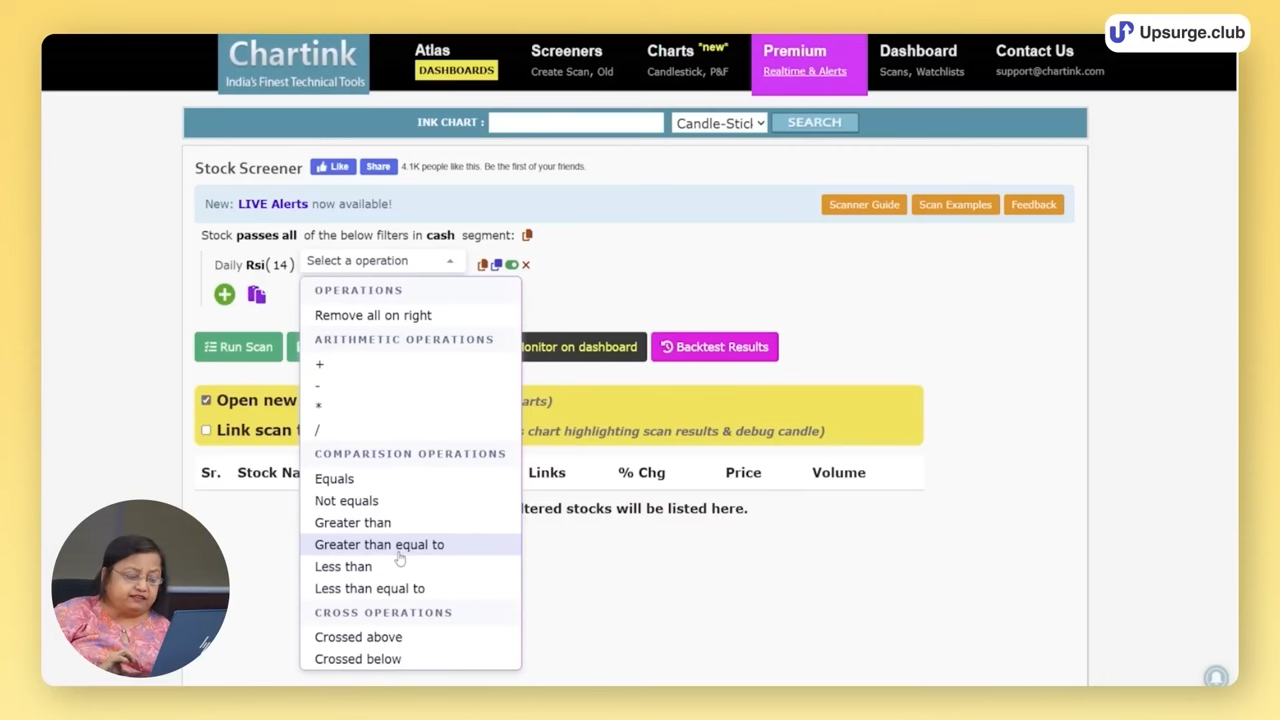 Upsurge.club
Chartink
India's Finest Technical Tools
Atlas
DASHBOARDS
Screeners
Create Scan, Old
Charts "new"
Candlestick, P&F
Premium
Realtime & Alerts
Dashboard
Scans, Watchlists
Contact Us
support@chartink.com
INK CHART :
Candle-Sticl
SEARCH
Stock Screener
Like
Share
4.1K people like this. Be the first of your friends.
New: LIVE Alerts now available!
Scanner Guide
Scan Examples
Feedback
Stock passes all of the below filters in cash segment:
Daily Rsi( 14 )
Select a operation
OPERATIONS
Remove all on right
ARITHMETIC OPERATIONS
+
-
*
/
COMPARISION OPERATIONS
Equals
Not equals
Greater than
Greater than equal to
Less than
Less than equal to
CROSS OPERATIONS
Crossed above
Crossed below
Run Scan
onitor on dashboard
Backtest Results
Open new
arts)
Link scan
s chart highlighting scan results & debug candle)
Sr. Stock Na Links % Chg Price Volume
ltered stocks will be listed here.
hp